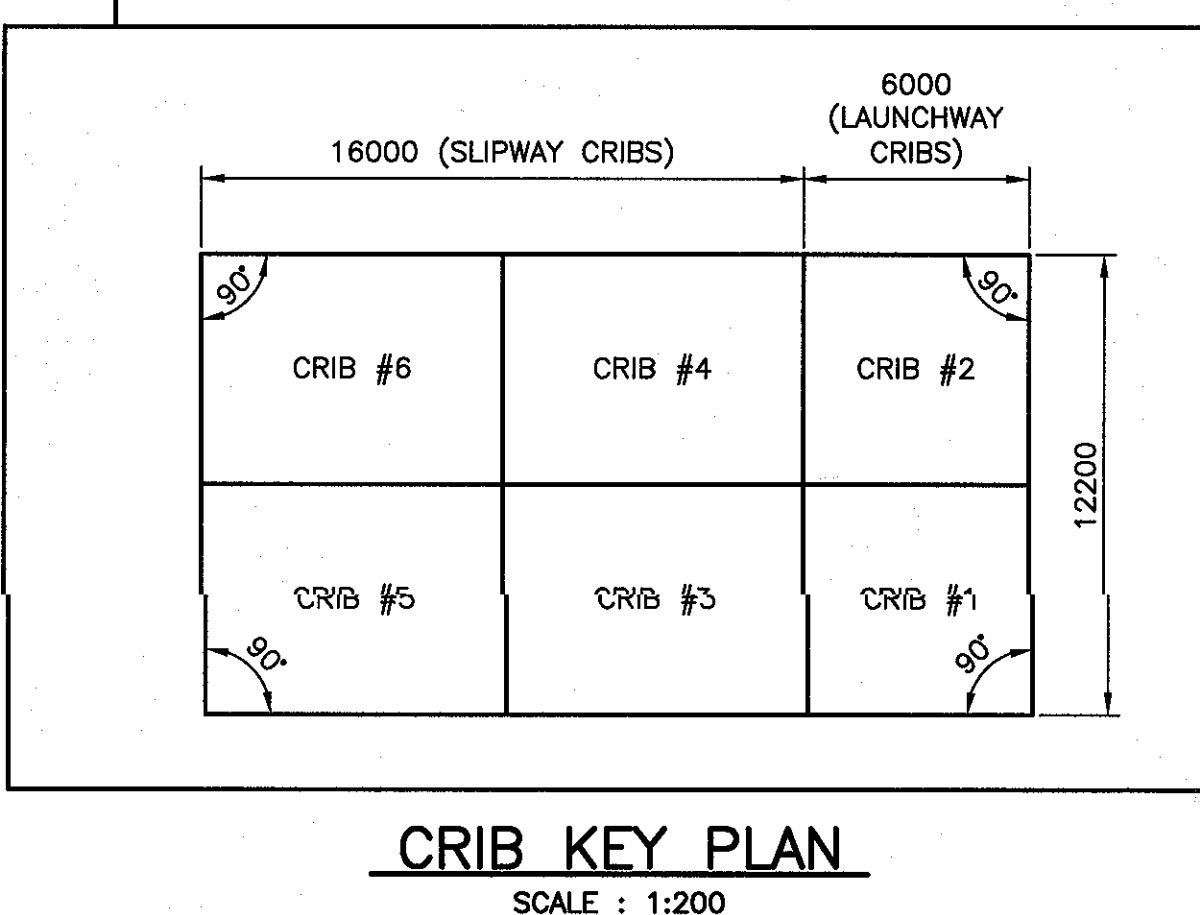 6000
(LAUNCHWAY
CRIBS)
16000 (SLIPWAY CRIBS)
90°
90°
CRIB #6
CRIB #4
CRIB #2
12200
CRIB #5
CRIB #3
CRIB #1
90°
90°
CRIB KEY PLAN
SCALE : 1:200